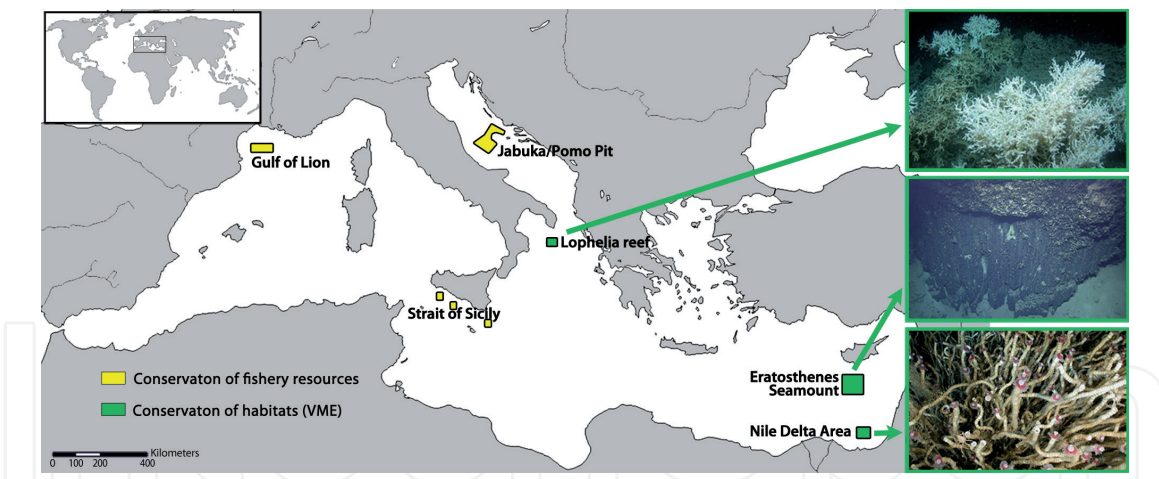 Gulf of Lion
Jabuka/Pomo Pit
Lophelia reef
Strait of Sicily
Eratosthenes
Seamount
Nile Delta Area
Conservaton of fishery resources
Conservaton of habitats (VME)
Kilometers
0 100 200 400